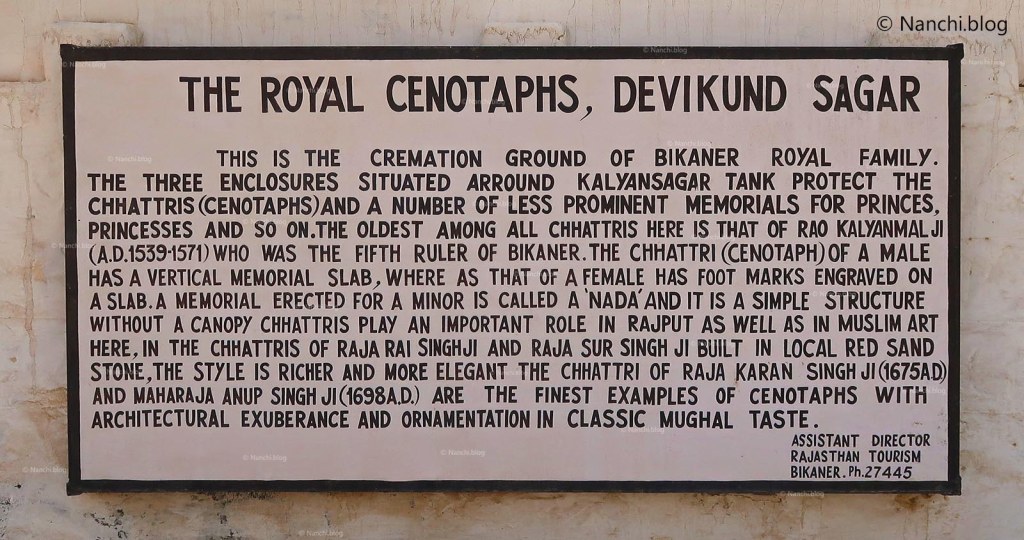 © Nanchi.blog
THE ROYAL CENOTAPHS, DEVIKUND SAGAR
THIS IS THE CREMATION GROUND OF BIKANER ROYAL FAMILY.
THE THREE ENCLOSURES SITUATED ARROUND KALYANSAGAR TANK PROTECT THE
CHHATTRIS (CENOTAPHS) AND A NUMBER OF LESS PROMINENT MEMORIALS FOR PRINCES,
PRINCESSES AND SO ON. THE OLDEST AMONG ALL CHHATTRIS HERE IS THAT OF RAO KALYANMAL JI
(A.D. 1539-1571) WHO WAS THE FIFTH RULER OF BIKANER. THE CHHATTRI (CENOTAPH) OF A MALE
HAS A VERTICAL MEMORIAL SLAB, WHERE AS THAT OF A FEMALE HAS FOOT MARKS ENGRAVED ON
A SLAB. A MEMORIAL ERECTED FOR A MINOR IS CALLED A 'NADA' AND IT IS A SIMPLE STRUCTURE
WITHOUT A CANOPY CHHATTRIS PLAY AN IMPORTANT ROLE IN RAJPUT AS WELL AS IN MUSLIM ART
HERE, IN THE CHHATTRIS OF RAJA RAI SINGHJI AND RAJA SUR SINGH JI BUILT IN LOCAL RED SAND
STONE, THE STYLE IS RICHER AND MORE ELEGANT THE CHHATTRI OF RAJA KARAN SINGH JI (1675 AD)
AND MAHARAJA ANUP SINGH JI (1698 A.D.) ARE THE FINEST EXAMPLES OF CENOTAPHS WITH
ARCHITECTURAL EXUBERANCE AND ORNAMENTATION IN CLASSIC MUGHAL TASTE.
ASSISTANT DIRECTOR
RAJASTHAN TOURISM
BIKANER. Ph. 27445